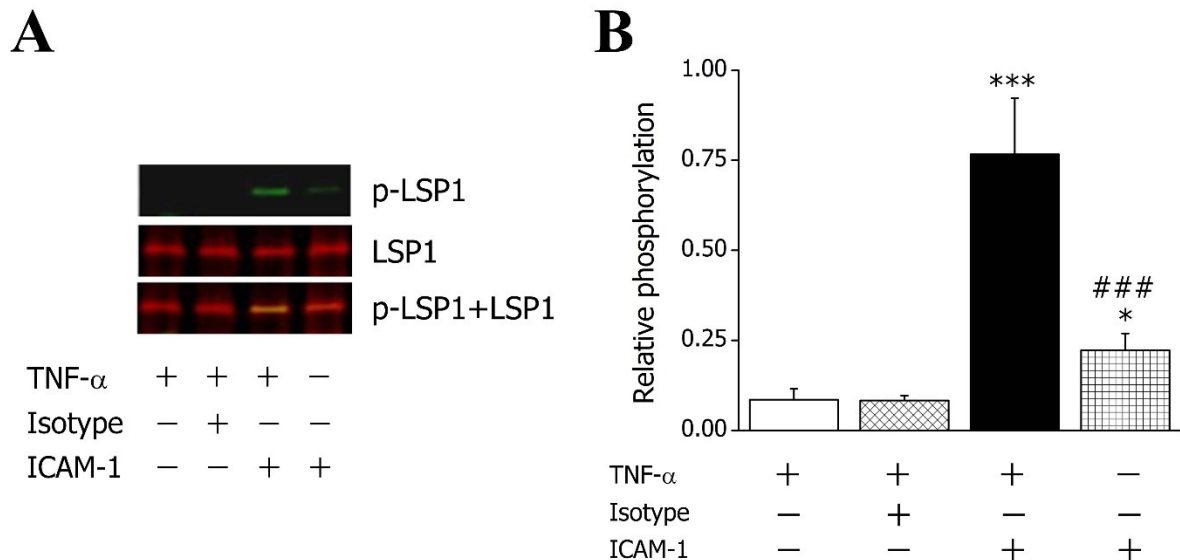 A
p-LSP1
LSP1
p-LSP1+LSP1
TNF-α + + + −
Isotype − + − −
ICAM-1 − − + +
B
Relative phosphorylation
1.00
0.75
0.50
0.25
0.00
***
###
*
TNF-α + + + −
Isotype − + − −
ICAM-1 − − + +